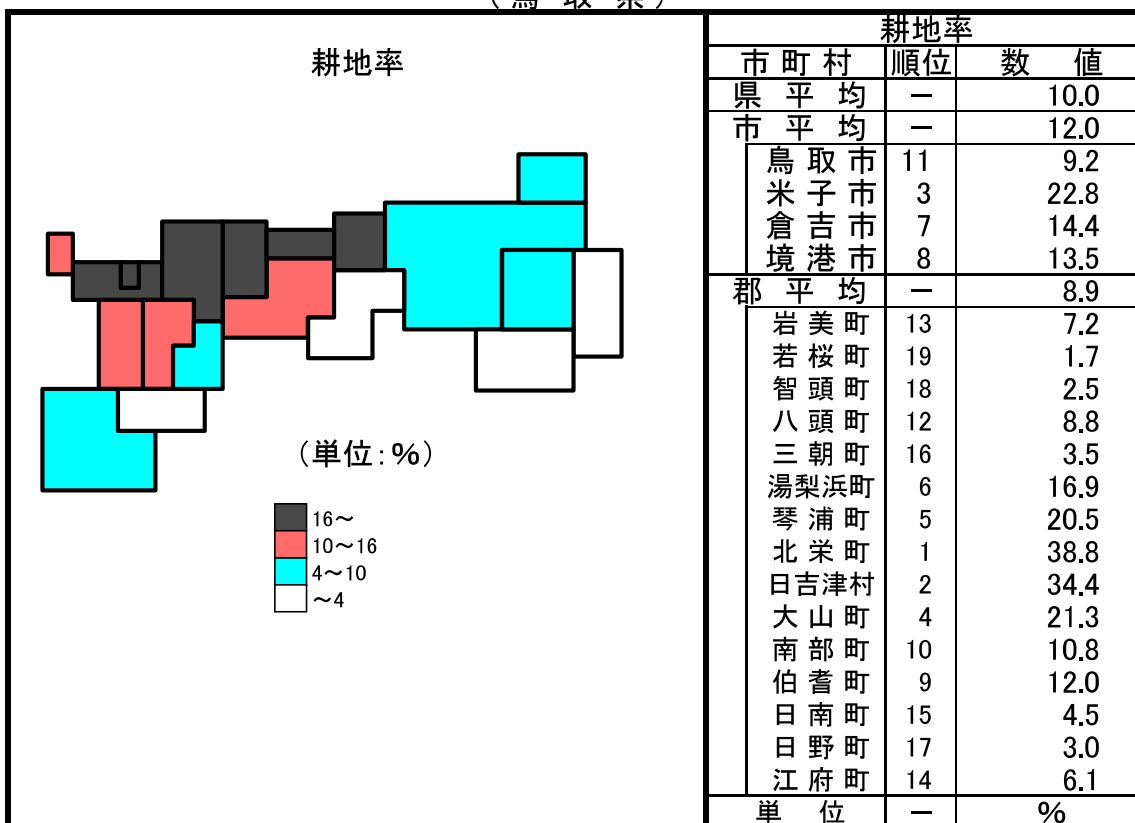 (鳥取県)
耕地率
(単位:%)
16～
10～16
4～10
～4
耕地率
市町村 順位 数値
県平均 － 10.0
市平均 － 12.0
鳥取市 11 9.2
米子市 3 22.8
倉吉市 7 14.4
境港市 8 13.5
郡平均 － 8.9
岩美町 13 7.2
若桜町 19 1.7
智頭町 18 2.5
八頭町 12 8.8
三朝町 16 3.5
湯梨浜町 6 16.9
琴浦町 5 20.5
北栄町 1 38.8
日吉津村 2 34.4
大山町 4 21.3
南部町 10 10.8
伯耆町 9 12.0
日南町 15 4.5
日野町 17 3.0
江府町 14 6.1
単位 － %